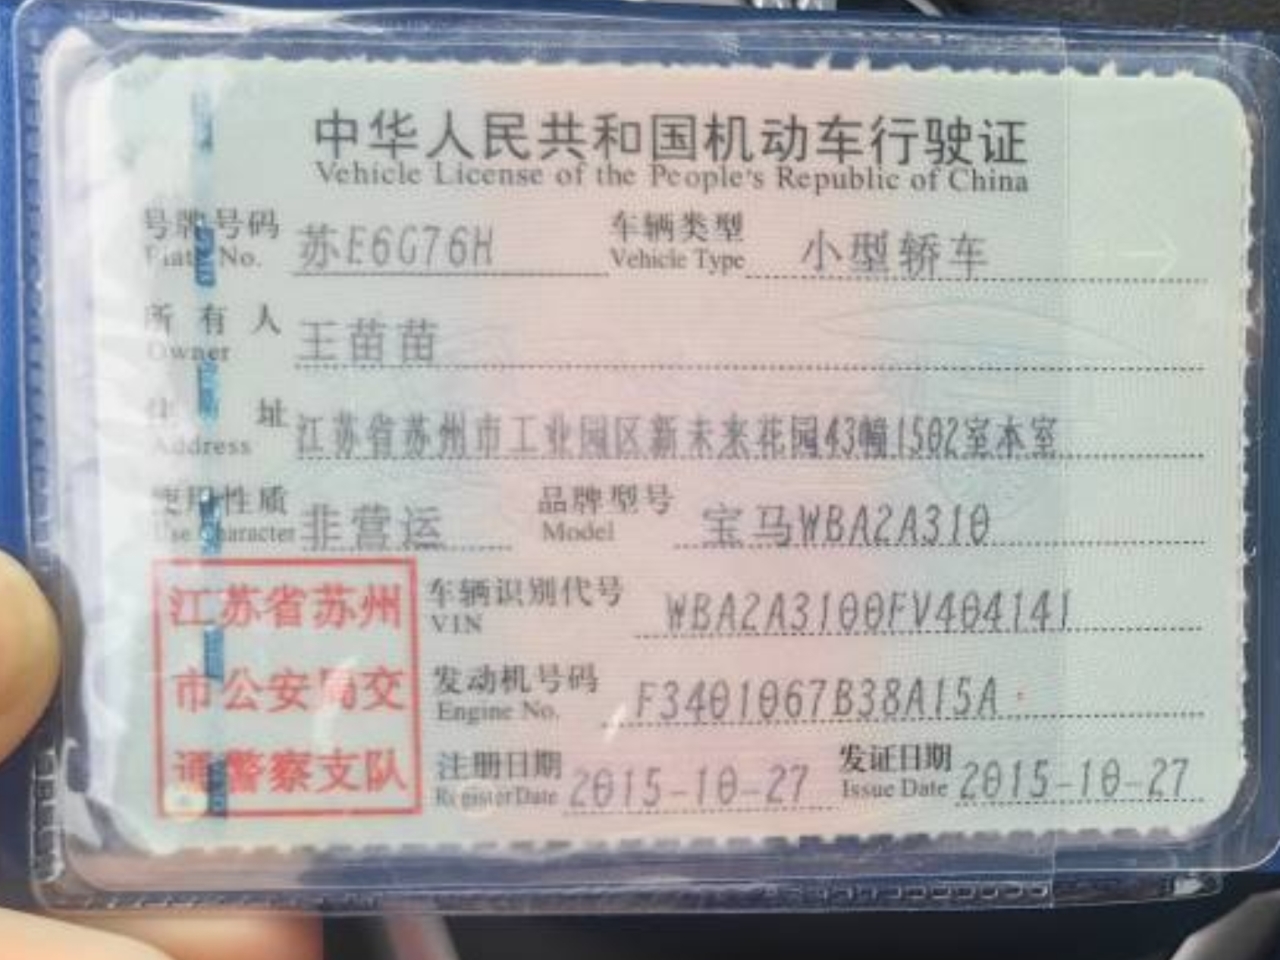 中华人民共和国机动车行驶证
Vehicle License of the People's Republic of China
号牌号码 苏E6G76H 车辆类型 小型轿车
Plate No. Vehicle Type
所有人 王苗苗
Owner
住址 江苏省苏州市工业园区新未来花园43幢1502室本室
Address
使用性质 非营运 品牌型号 宝马WBA2A310
Use Character Model
江苏省苏州
市公安局交
通警察支队
车辆识别代号 WBA2A3100FV404141
VIN
发动机号码 F3401067B38A15A
Engine No.
注册日期 2015-10-27 发证日期 2015-10-27
Register Date Issue Date